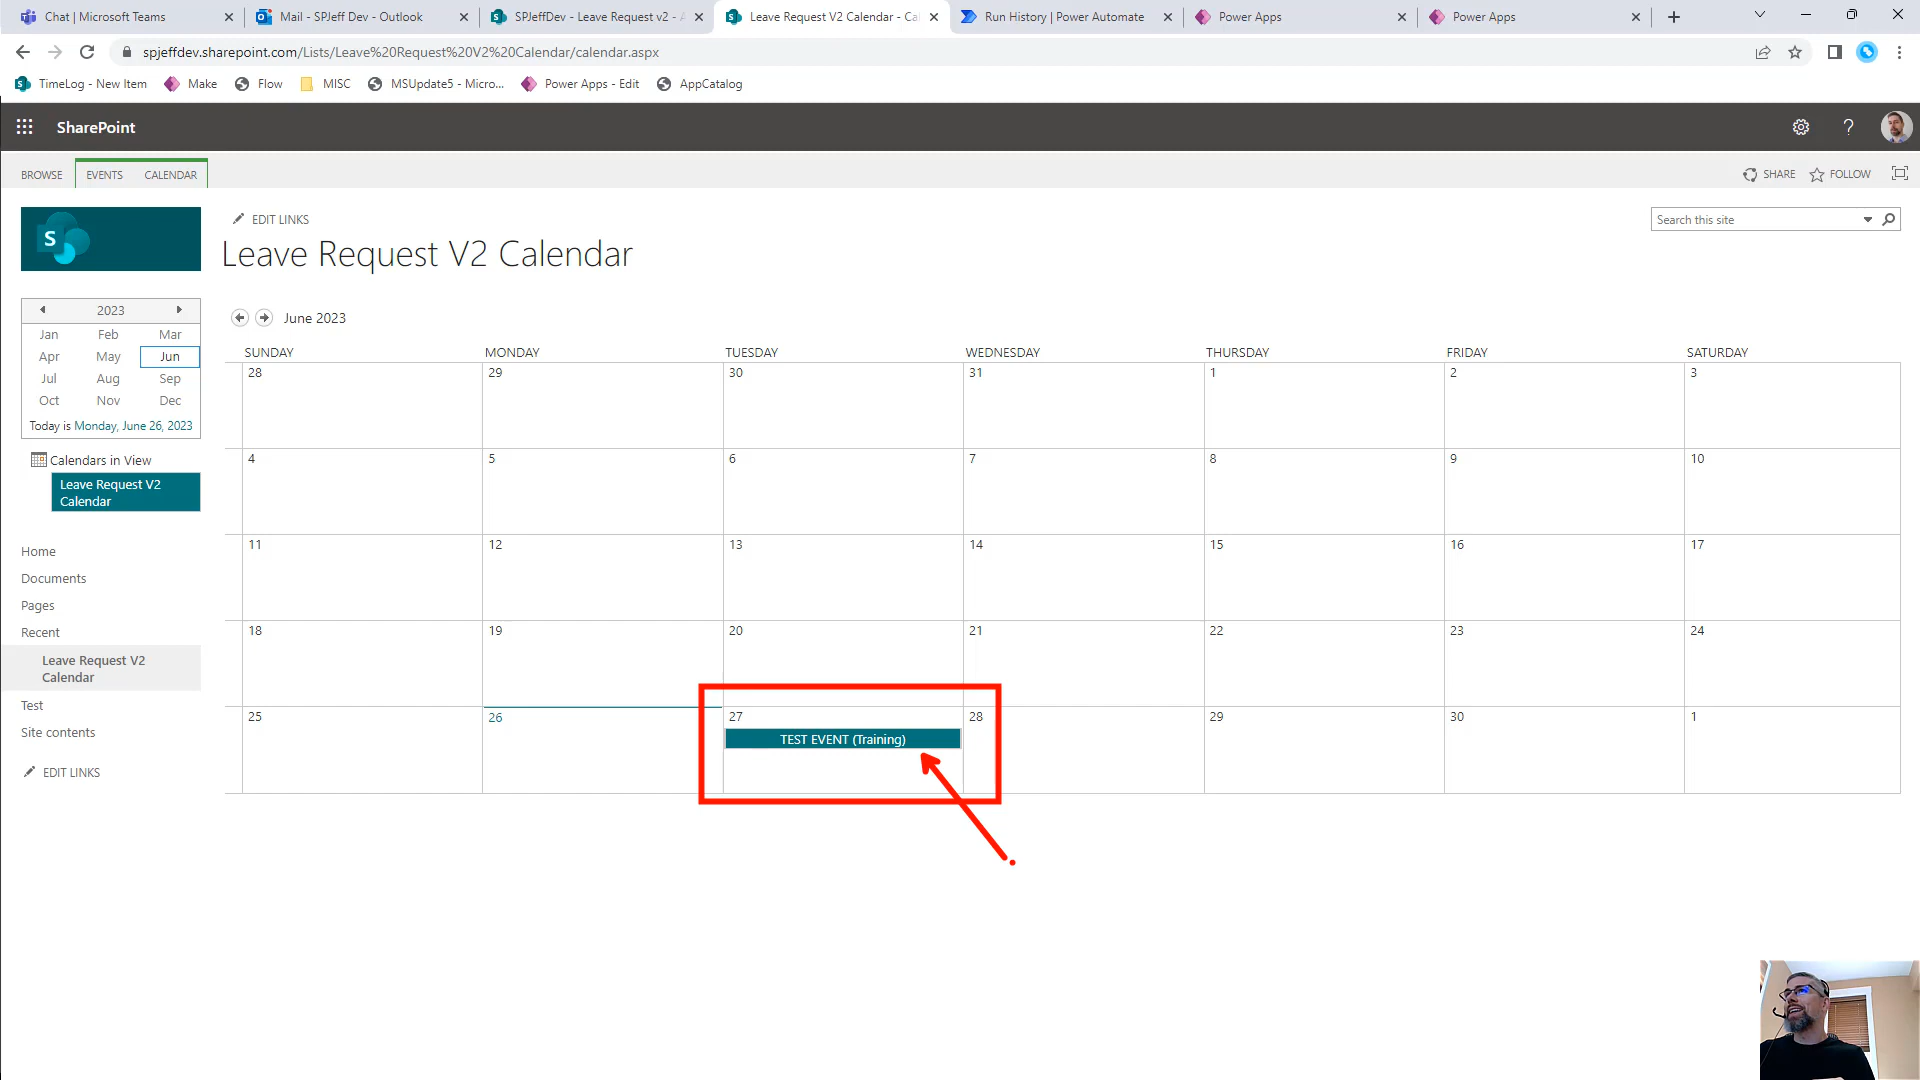 Chat | Microsoft Teams
Mail - SPJeff Dev - Outlook
SPJeffDev - Leave Request v2 - A
Leave Request V2 Calendar - Cal
Run History | Power Automate
Power Apps
Power Apps
spjeffdev.sharepoint.com/Lists/Leave%20Request%20V2%20Calendar/calendar.aspx
TimeLog - New Item
Make
Flow
MISC
MSUpdate5 - Micro...
Power Apps - Edit
AppCatalog
SharePoint
?
BROWSE
EVENTS
CALENDAR
SHARE
FOLLOW
S
EDIT LINKS
Search this site
Leave Request V2 Calendar
2023
Jan Feb Mar
Apr May Jun
Jul Aug Sep
Oct Nov Dec
Today is Monday, June 26, 2023
Calendars in View
Leave Request V2
Calendar
Home
Documents
Pages
Recent
Leave Request V2
Calendar
Test
Site contents
EDIT LINKS
June 2023
SUNDAY MONDAY TUESDAY WEDNESDAY THURSDAY FRIDAY SATURDAY
28 29 30 31 1 2 3
4 5 6 7 8 9 10
11 12 13 14 15 16 17
18 19 20 21 22 23 24
25 26 27 28 29 30 1
TEST EVENT (Training)